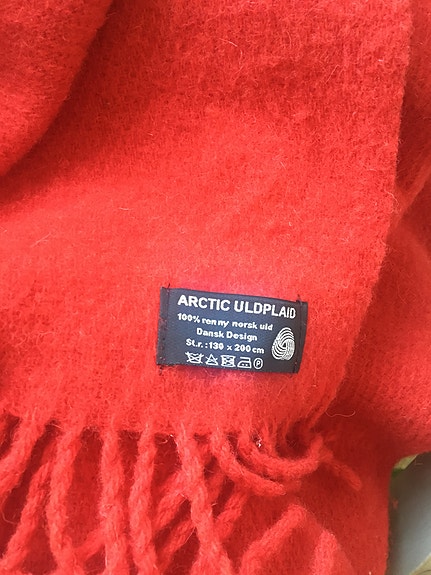 ARCTIC ULDPLAID
100% ren ny norsk uld
Dansk Design
St.r.:130 x 200 cm
P